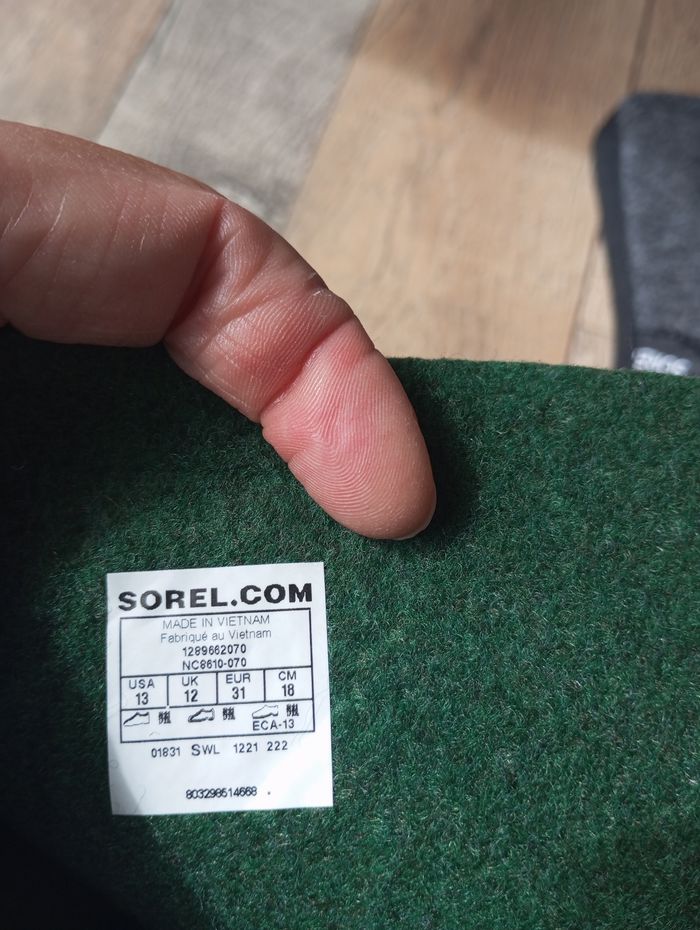 SOREL.COM
MADE IN VIETNAM
Fabriqué au Vietnam
1289662070
NC8610-070
USA UK EUR CM
13 12 31 18
ECA-13
01831 SWL 1221 222
803298514668